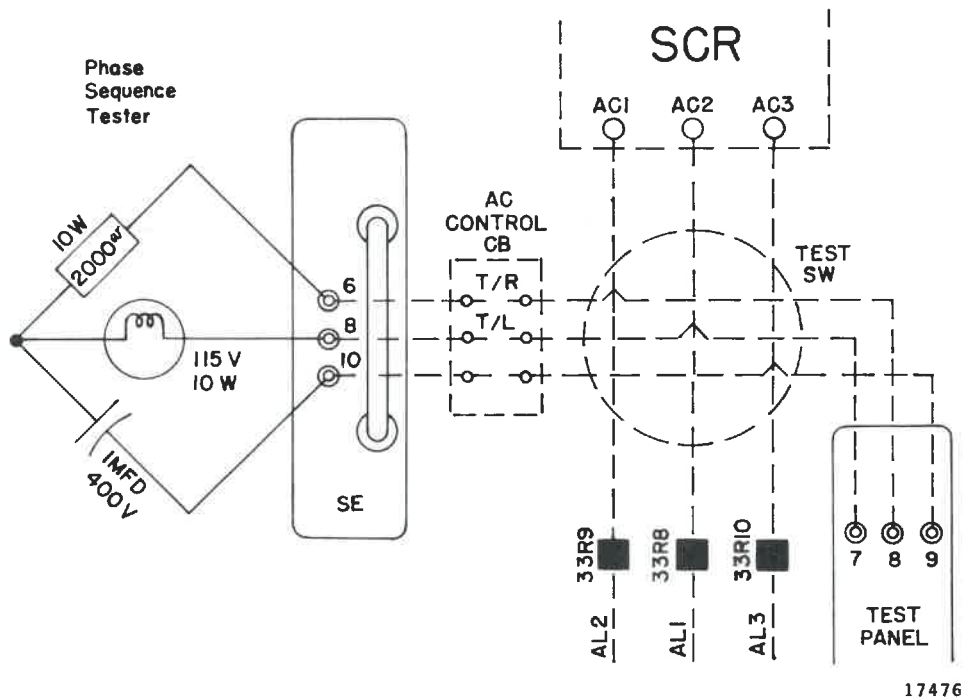 Phase
Sequence
Tester
SCR
AC1
AC2
AC3
10W
2000ω
115 V
10 W
1MFD
400V
6
8
10
SE
AC
CONTROL
CB
T/R
T/L
TEST
SW
33R9
33R8
33R10
AL2
AL1
AL3
7
8
9
TEST
PANEL
17476